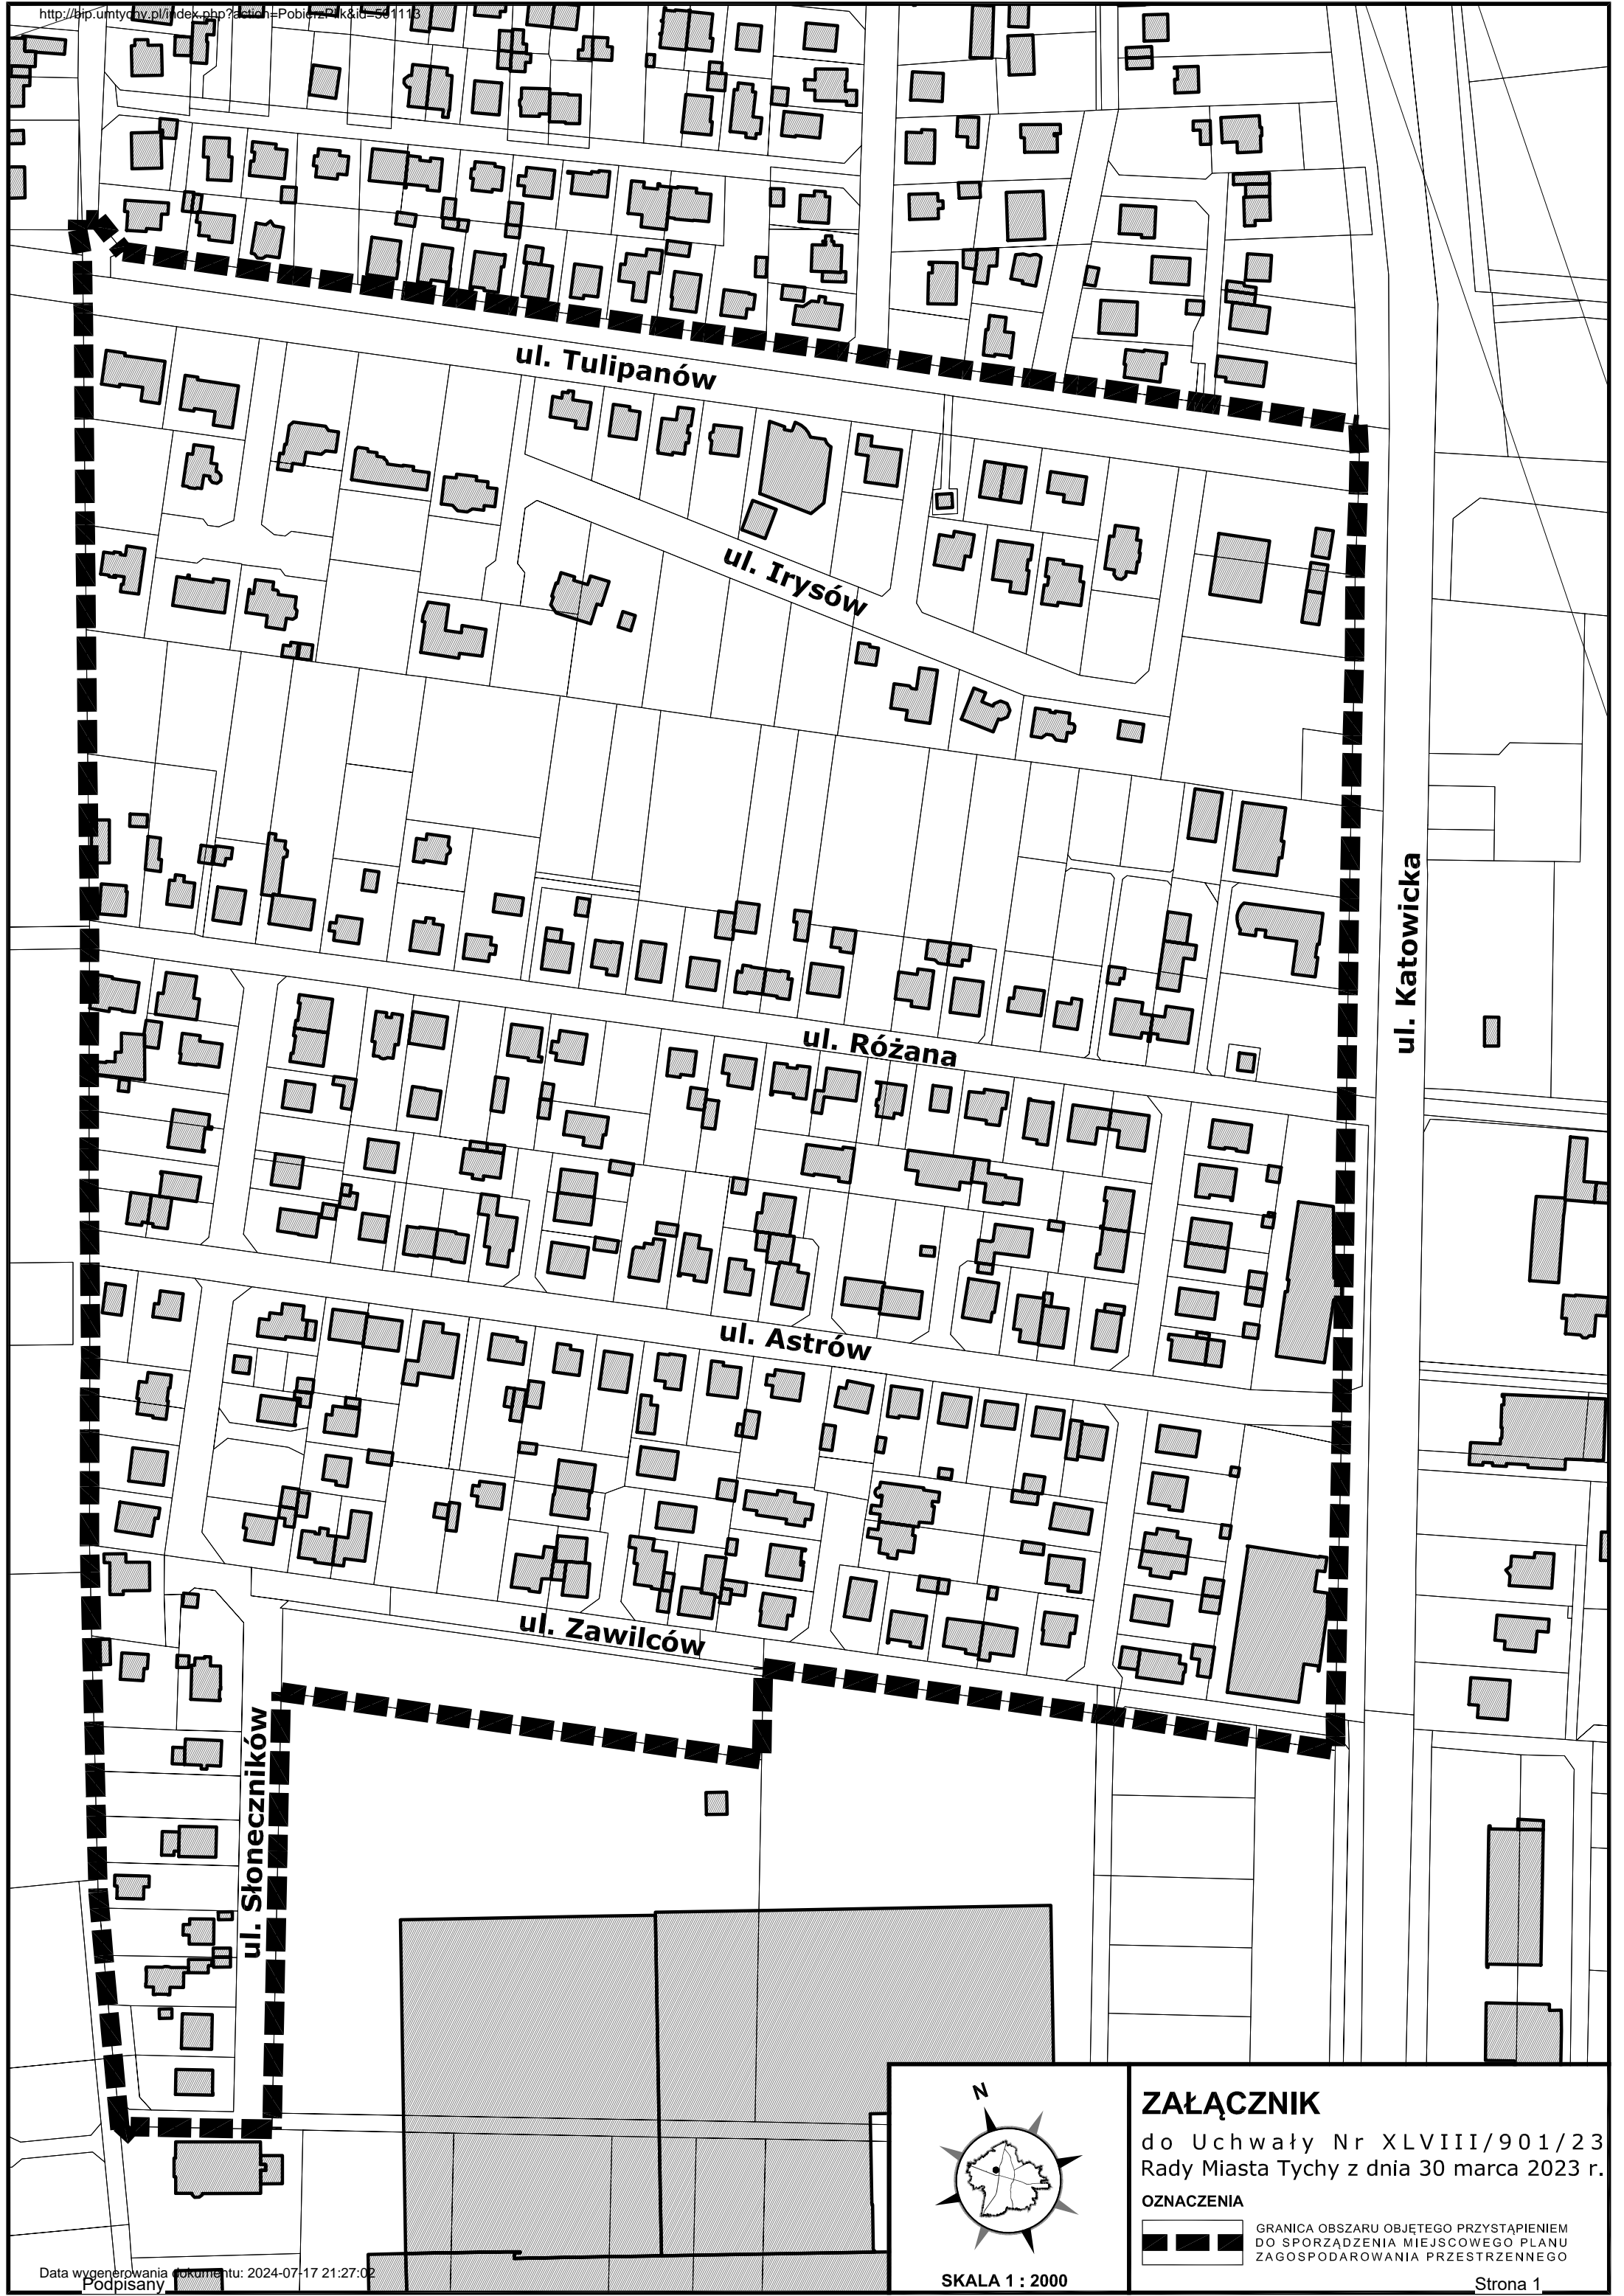 http://bip.umtychy.pl/index.php?action=PobierzPlik&id=501113
ul. Tulipanów
ul. Irysów
ul. Katowicka
ul. Różana
ul. Astrów
ul. Zawilców
ul. Słoneczników
N
SKALA 1 : 2000
ZAŁĄCZNIK
do Uchwały Nr XLVIII/901/23
Rady Miasta Tychy z dnia 30 marca 2023 r.
OZNACZENIA
GRANICA OBSZARU OBJĘTEGO PRZYSTĄPIENIEM
DO SPORZĄDZENIA MIEJSCOWEGO PLANU
ZAGOSPODAROWANIA PRZESTRZENNEGO
Data wygenerowania dokumentu: 2024-07-17 21:27:02
Podpisany
Strona 1